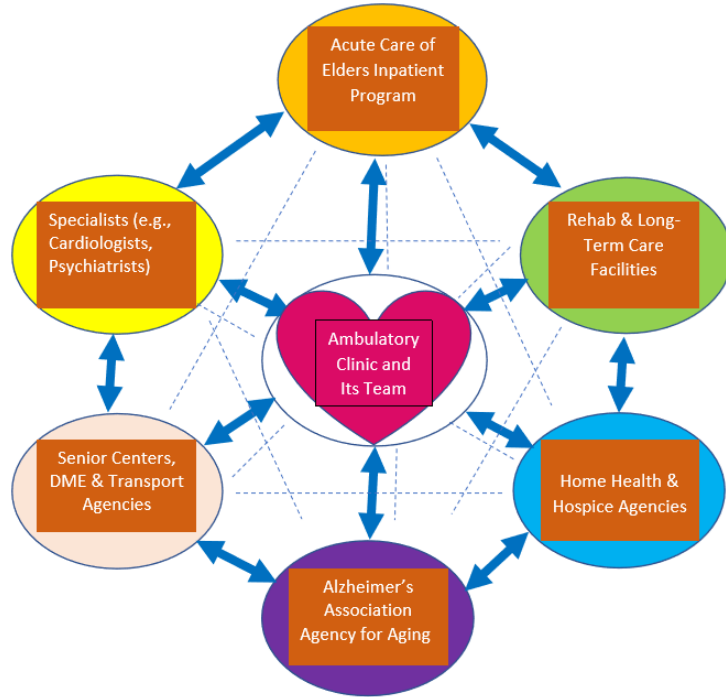 Acute Care of
Elders Inpatient
Program
Specialists (e.g.,
Cardiologists,
Psychiatrists)
Rehab & Long-
Term Care
Facilities
Ambulatory
Clinic and
Its Team
Senior Centers,
DME & Transport
Agencies
Home Health &
Hospice Agencies
Alzheimer's
Association
Agency for Aging